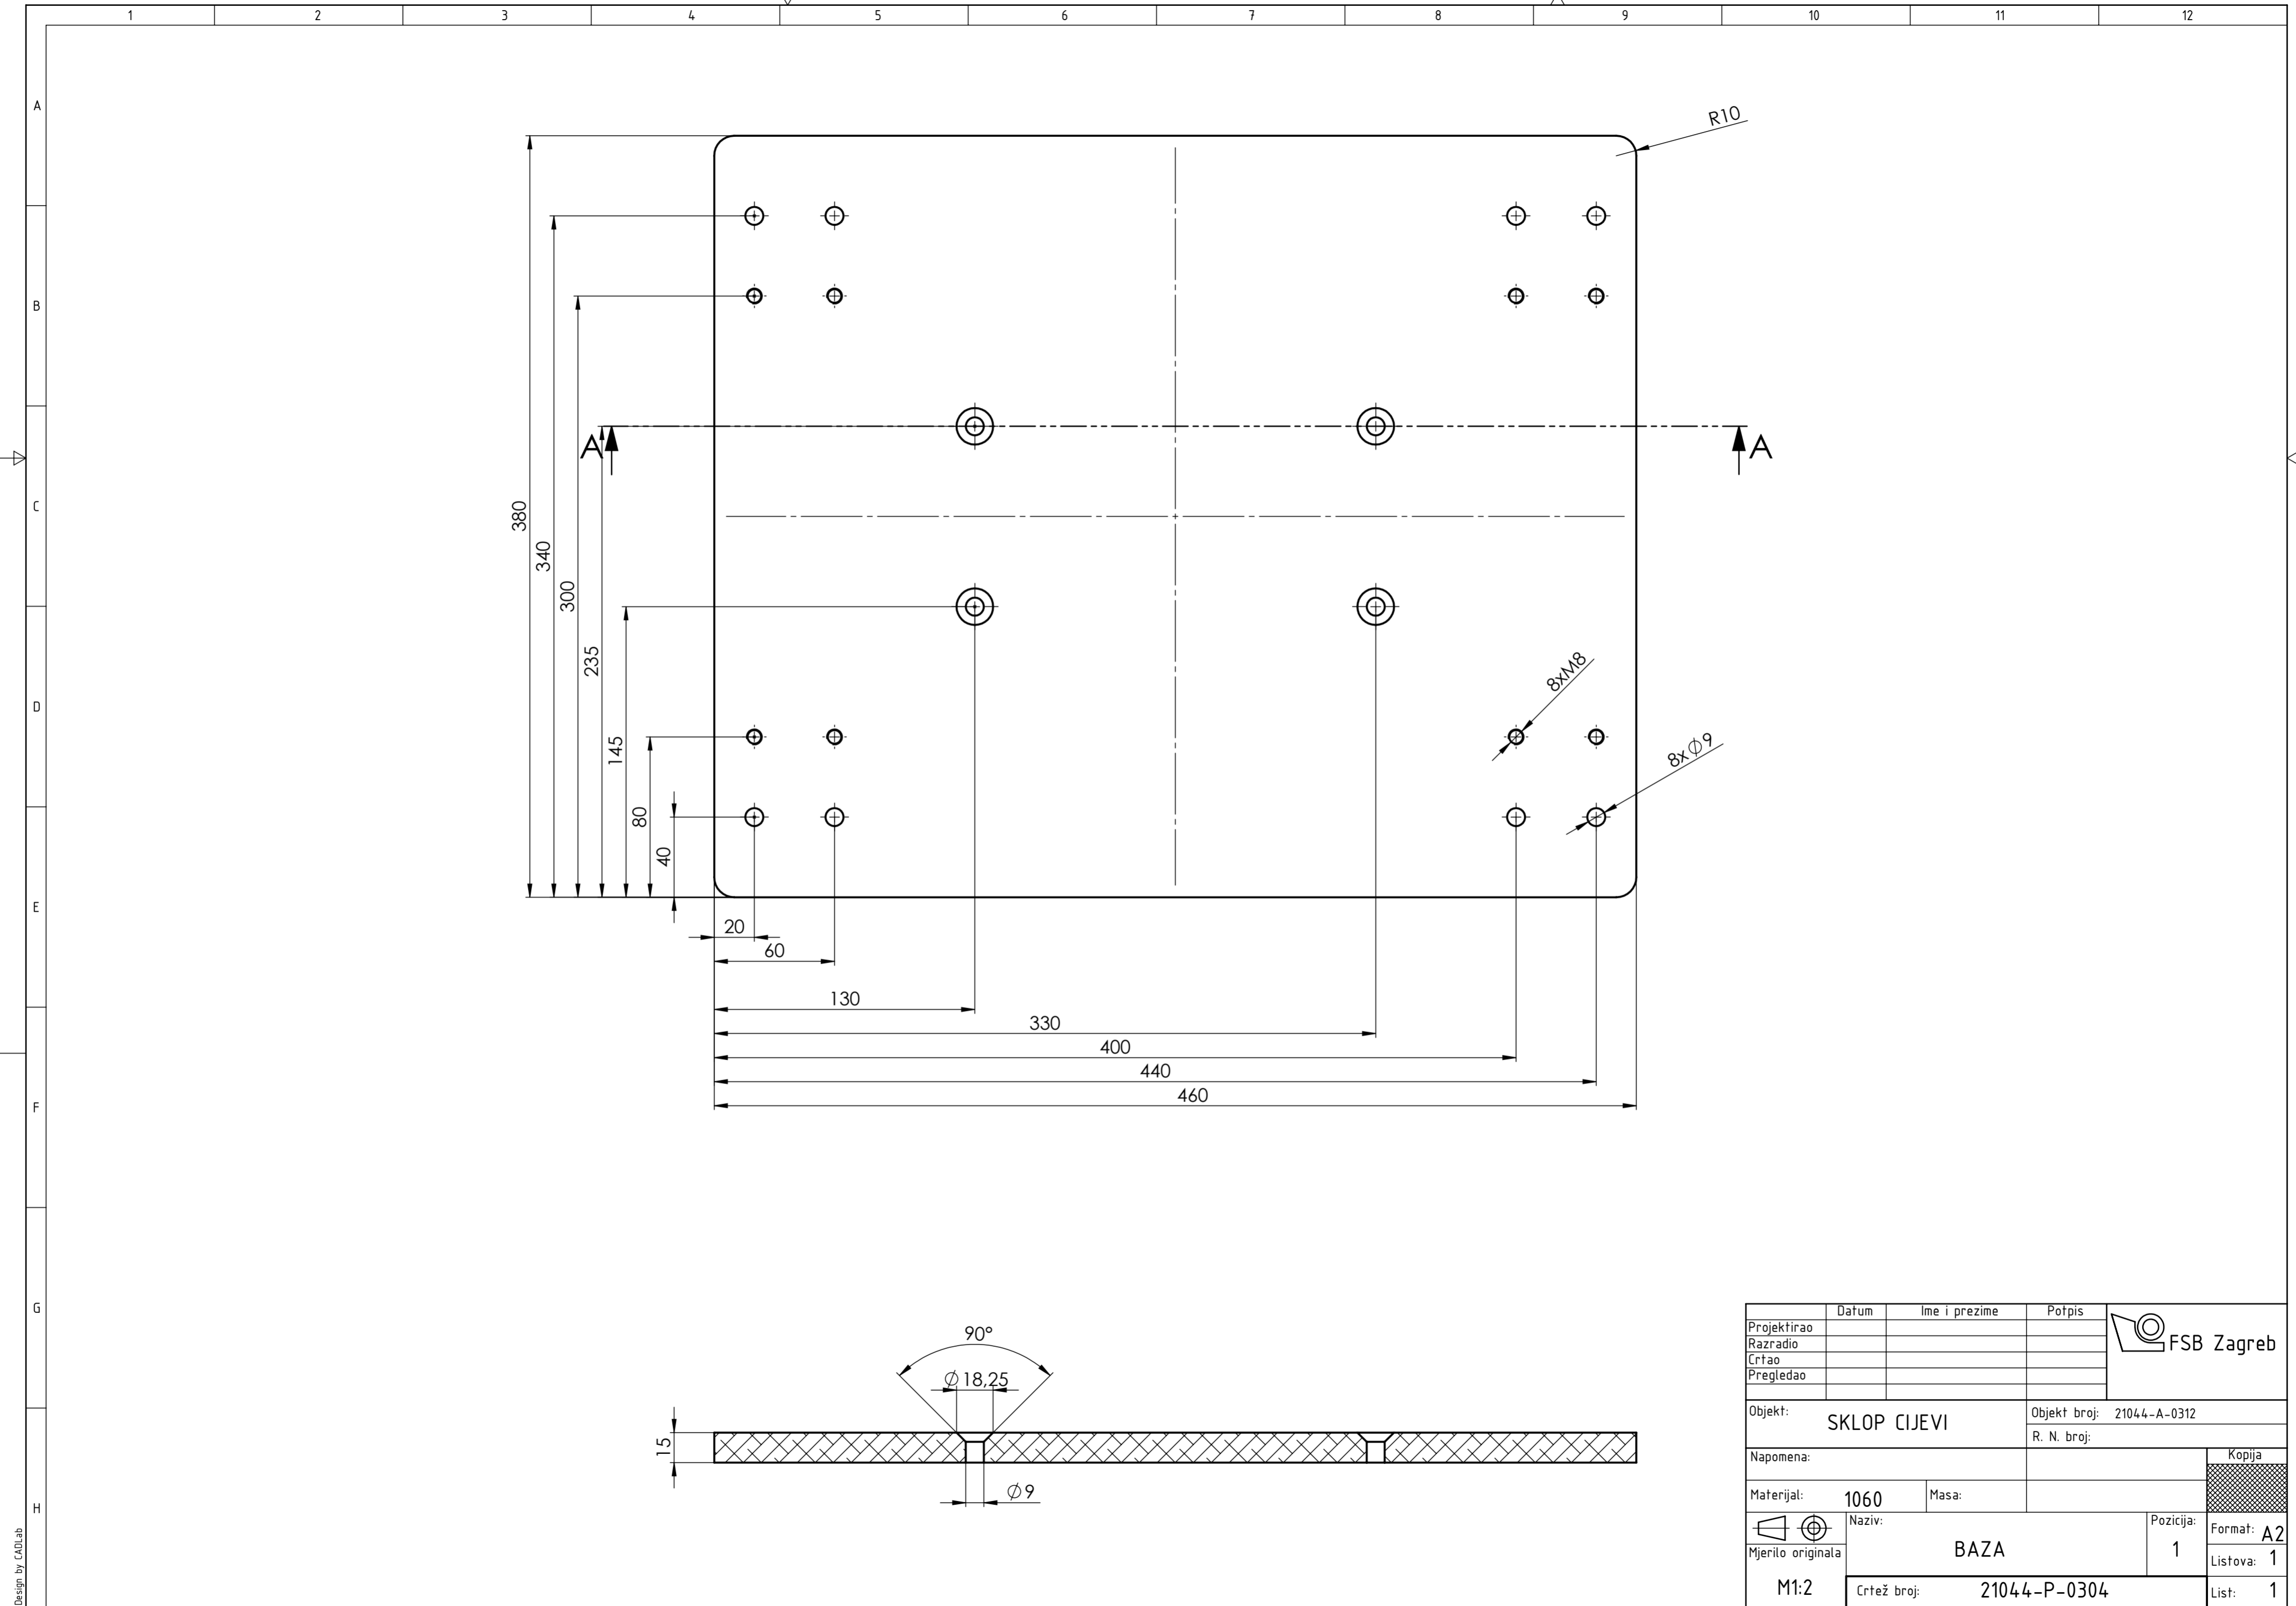 1 2 3 4 5 6 7 8 9 10 11 12
A
B
C
D
E
F
G
H
R10
A A
380
340
300
235
145
80
40
8xM8
8x∅9
20
60
130
330
400
440
460
90°
∅18,25
15
∅9
Datum Ime i prezime Potpis
Projektirao
Razradio
Crtao
Pregledao
FSB Zagreb
Objekt: SKLOP CIJEVI
Objekt broj: 21044-A-0312
R. N. broj:
Napomena:
Kopija
Materijal: 1060 Masa:
Naziv: BAZA
Pozicija: 1
Format: A2
Mjerilo originala
M1:2
Listova: 1
Crtež broj: 21044-P-0304
List: 1
Design by CADLab